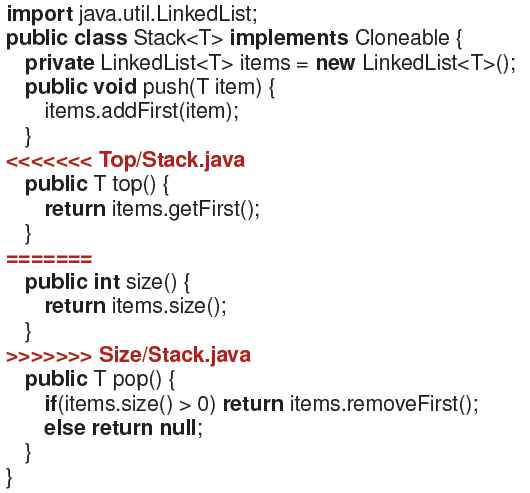 import java.util.LinkedList;
public class Stack<T> implements Cloneable {
private LinkedList<T> items = new LinkedList<T>();
public void push(T item) {
items.addFirst(item);
}
<<<<<<< Top/Stack.java
public T top() {
return items.getFirst();
}
=======
public int size() {
return items.size();
}
>>>>>>> Size/Stack.java
public T pop() {
if(items.size() > 0) return items.removeFirst();
else return null;
}
}